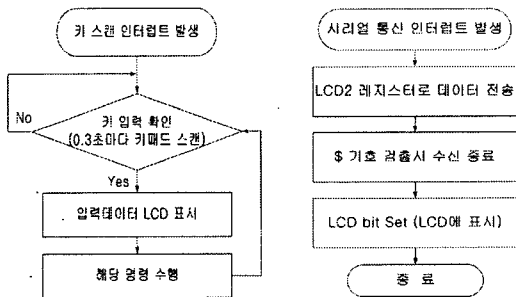 키 스캔 인터럽트 발생
No
키 입력 확인
(0.3초마다 키패드 스캔)
Yes
입력데이터 LCD 표시
해당 명령 수행
시리얼 통신 인터럽트 발생
LCD2 레지스터로 데이터 전송
$ 기호 검출시 수신 종료
LCD bit Set (LCD에 표시)
종 료